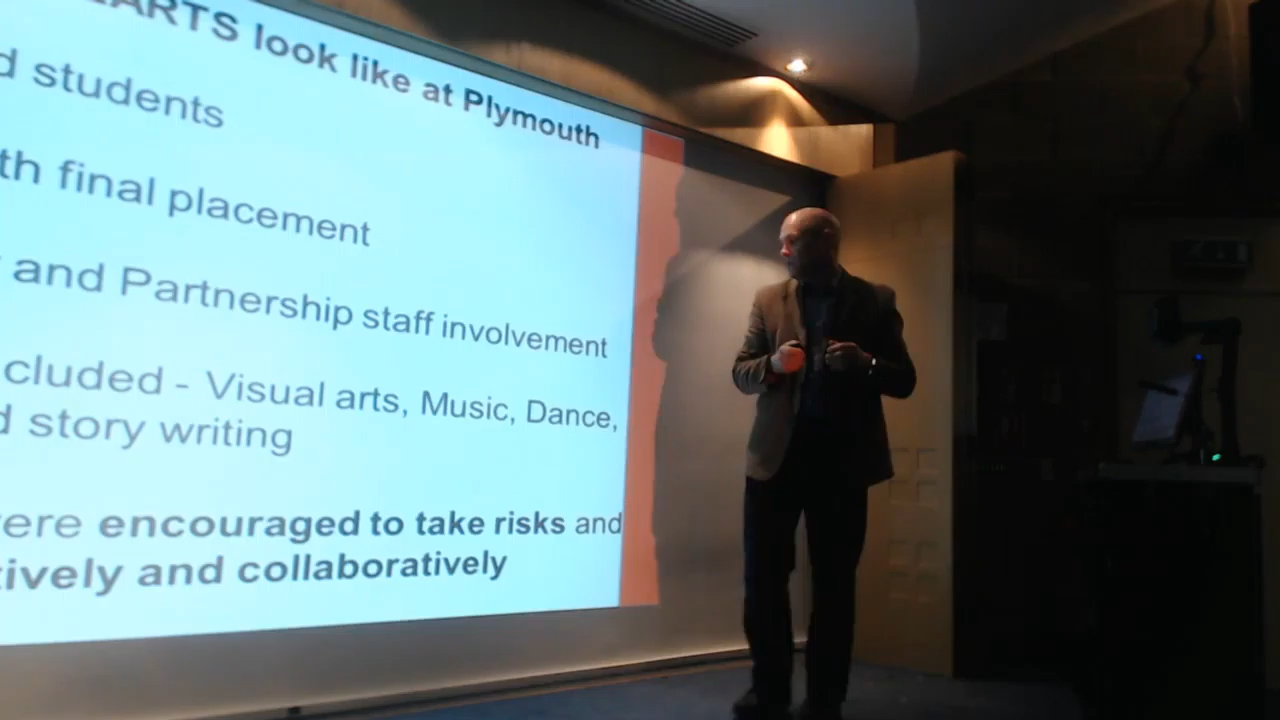 EARTS look like at Plymouth
d students
th final placement
and Partnership staff involvement
cluded - Visual arts, Music, Dance,
d story writing
ere encouraged to take risks and
tively and collaboratively